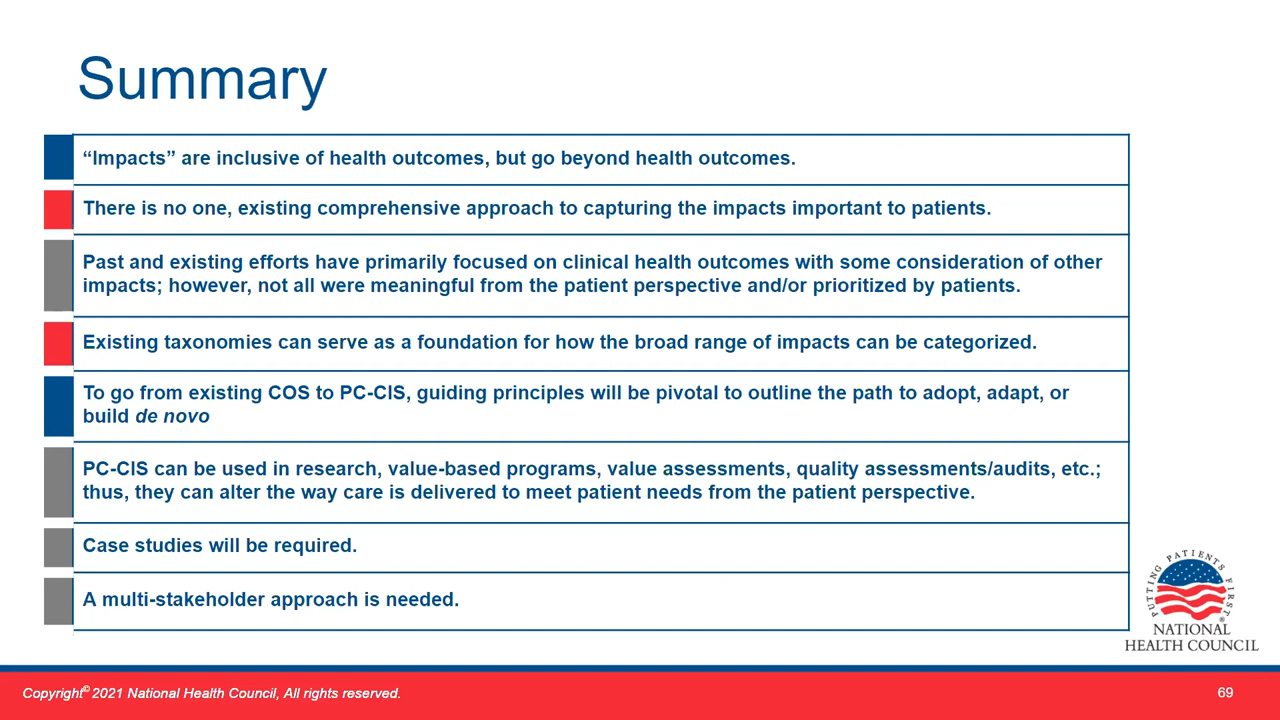 Summary
“Impacts” are inclusive of health outcomes, but go beyond health outcomes.
There is no one, existing comprehensive approach to capturing the impacts important to patients.
Past and existing efforts have primarily focused on clinical health outcomes with some consideration of other
impacts; however, not all were meaningful from the patient perspective and/or prioritized by patients.
Existing taxonomies can serve as a foundation for how the broad range of impacts can be categorized.
To go from existing COS to PC-CIS, guiding principles will be pivotal to outline the path to adopt, adapt, or
build de novo
PC-CIS can be used in research, value-based programs, value assessments, quality assessments/audits, etc.;
thus, they can alter the way care is delivered to meet patient needs from the patient perspective.
Case studies will be required.
A multi-stakeholder approach is needed.
PUTTING PATIENTS FIRST®
NATIONAL
HEALTH COUNCIL
Copyright© 2021 National Health Council, All rights reserved.
69